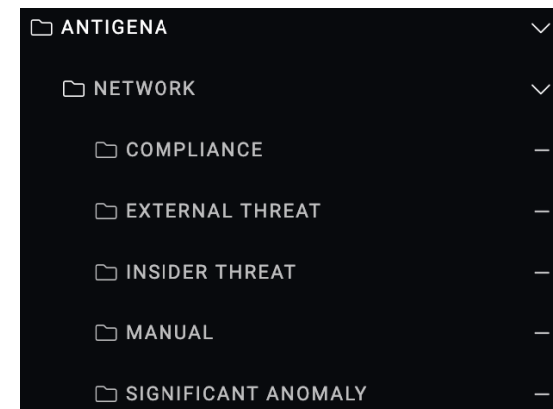 ANTIGENA
NETWORK
COMPLIANCE
EXTERNAL THREAT
INSIDER THREAT
MANUAL
SIGNIFICANT ANOMALY